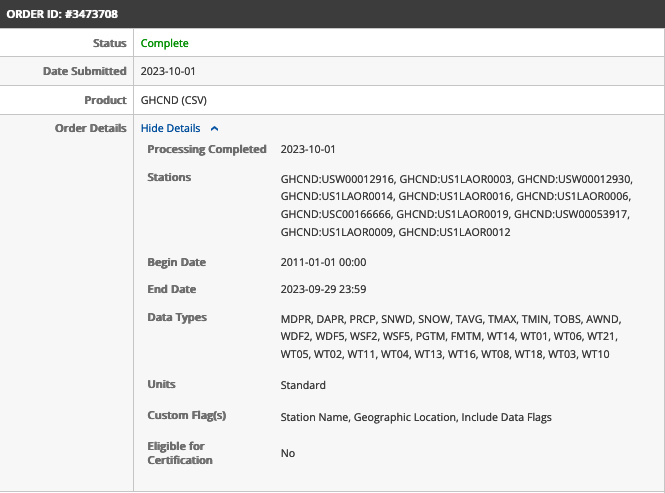 ORDER ID: #3473708
Status Complete
Date Submitted 2023-10-01
Product GHCND (CSV)
Order Details Hide Details
Processing Completed 2023-10-01
Stations GHCND:USW00012916, GHCND:US1LAOR0003, GHCND:USW00012930,
GHCND:US1LAOR0014, GHCND:US1LAOR0016, GHCND:US1LAOR0006,
GHCND:USC00166666, GHCND:US1LAOR0019, GHCND:USW00053917,
GHCND:US1LAOR0009, GHCND:US1LAOR0012
Begin Date 2011-01-01 00:00
End Date 2023-09-29 23:59
Data Types MDPR, DAPR, PRCP, SNWD, SNOW, TAVG, TMAX, TMIN, TOBS, AWND,
WDF2, WDF5, WSF2, WSF5, PGTM, FMTM, WT14, WT01, WT06, WT21,
WT05, WT02, WT11, WT04, WT13, WT16, WT08, WT18, WT03, WT10
Units Standard
Custom Flag(s) Station Name, Geographic Location, Include Data Flags
Eligible for
Certification No